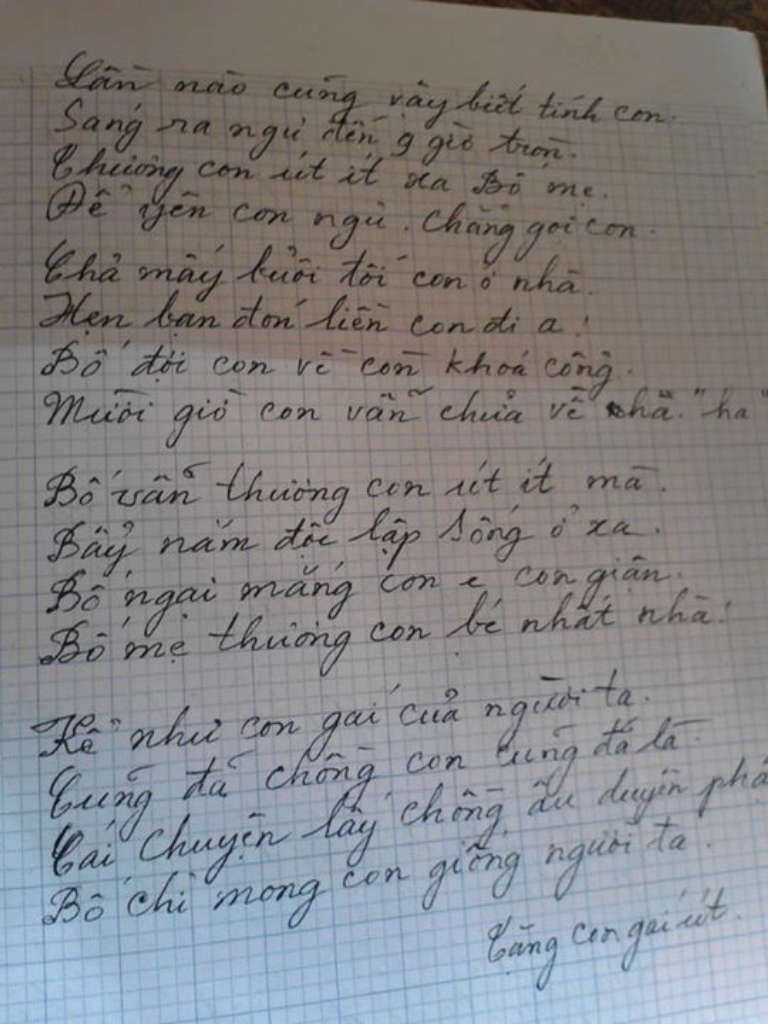 Lần nào cũng vậy biết tính con.
Sáng ra ngủ đến 9 giờ tròn.
Thương con út ít xa Bố mẹ.
Để yên con ngủ. Chẳng gọi con.
Chả mấy buổi tối con ở nhà.
Hẹn bạn đón liền con đi a!
Bố đợi con về còn khoá cổng.
Mười giờ con vẫn chưa về nhà. "ha"
Bố vẫn thương con út ít mà.
Bẩy năm độc lập sống ở xa.
Bố ngại mắng con e con giận.
Bố mẹ thương con bé nhất nhà!
Kể như con gái của người ta.
Cũng đã chồng con cũng đã là
Cái chuyện lấy chồng âu duyên phậ
Bố chỉ mong con giống người ta.
Tặng con gái út.